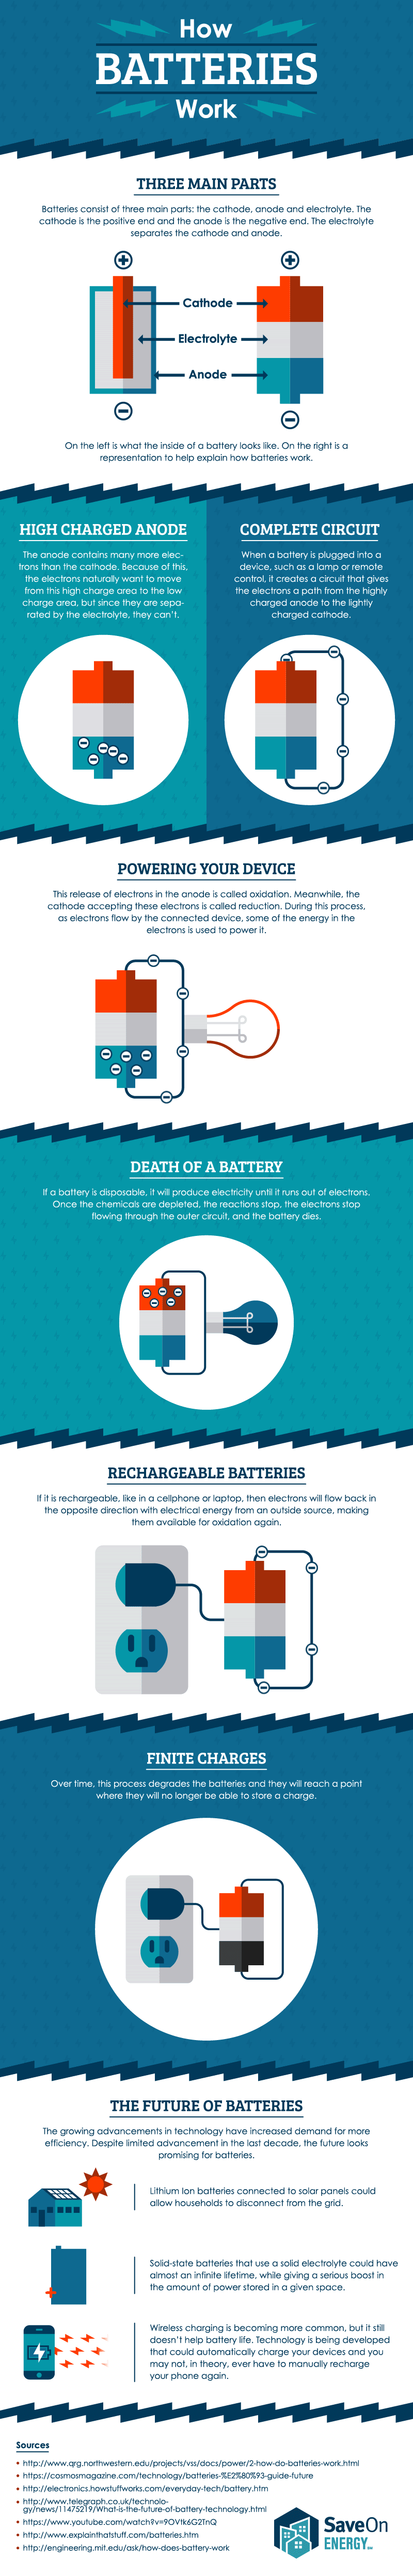 How
BATTERIES
Work
THREE MAIN PARTS
Batteries consist of three main parts: the cathode, anode and electrolyte. The
cathode is the positive end and the anode is the negative end. The electrolyte
separates the cathode and anode.
Cathode
Electrolyte
Anode
On the left is what the inside of a battery looks like. On the right is a
representation to help explain how batteries work.
HIGH CHARGED ANODE
The anode contains many more elec-
trons than the cathode. Because of this,
the electrons naturally want to move
from this high charge area to the low
charge area, but since they are sepa-
rated by the electrolyte, they can't.
COMPLETE CIRCUIT
When a battery is plugged into a
device, such as a lamp or remote
control, it creates a circuit that gives
the electrons a path from the highly
charged anode to the lightly
charged cathode.
POWERING YOUR DEVICE
This release of electrons in the anode is called oxidation. Meanwhile, the
cathode accepting these electrons is called reduction. During this process,
as electrons flow by the connected device, some of the energy in the
electrons is used to power it.
DEATH OF A BATTERY
If a battery is disposable, it will produce electricity until it runs out of electrons.
Once the chemicals are depleted, the reactions stop, the electrons stop
flowing through the outer circuit, and the battery dies.
RECHARGEABLE BATTERIES
If it is rechargeable, like in a cellphone or laptop, then electrons will flow back in
the opposite direction with electrical energy from an outside source, making
them available for oxidation again.
FINITE CHARGES
Over time, this process degrades the batteries and they will reach a point
where they will no longer be able to store a charge.
THE FUTURE OF BATTERIES
The growing advancements in technology have increased demand for more
efficiency. Despite limited advancement in the last decade, the future looks
promising for batteries.
Lithium Ion batteries connected to solar panels could
allow households to disconnect from the grid.
Solid-state batteries that use a solid electrolyte could have
almost an infinite lifetime, while giving a serious boost in
the amount of power stored in a given space.
Wireless charging is becoming more common, but it still
doesn't help battery life. Technology is being developed
that could automatically charge your devices and you
may not, in theory, ever have to manually recharge
your phone again.
Sources
http://www.qrg.northwestern.edu/projects/vss/docs/power/2-how-do-batteries-work.html
https://cosmosmagazine.com/technology/batteries-%E2%80%93-guide-future
http://electronics.howstuffworks.com/everyday-tech/battery.htm
http://www.telegraph.co.uk/technolo-
gy/news/11475219/What-is-the-future-of-battery-technology.html
https://www.youtube.com/watch?v=9OVtk6G2TnQ
http://www.explainthatstuff.com/batteries.htm
http://engineering.mit.edu/ask/how-does-battery-work
SaveOn
ENERGY